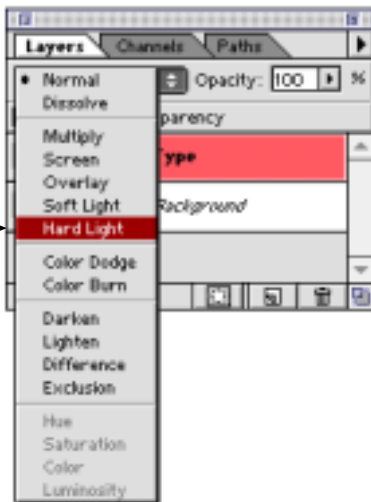 Layers Channels Paths
Normal Opacity: 100 %
Dissolve
parency
Multiply
Type
Screen
Overlay
Soft Light Background
Hard Light
Color Dodge
Color Burn
Darken
Lighten
Difference
Exclusion
Hue
Saturation
Color
Luminosity